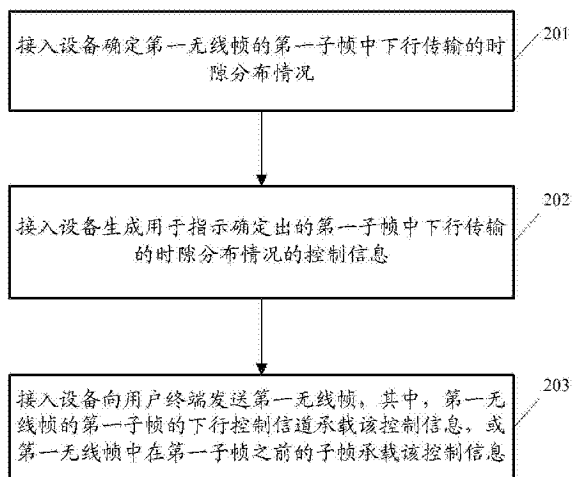 接入设备确定第一无线帧的第一子帧中下行传输的时
隙分布情况
201
接入设备生成用于指示确定出的第一子帧中下行传输
的时隙分布情况的控制信息
202
接入设备向用户终端发送第一无线帧，其中，第一无
线帧的第一子帧的下行控制信道承载该控制信息，或
第一无线帧中在第一子帧之前的子帧承载该控制信息
203